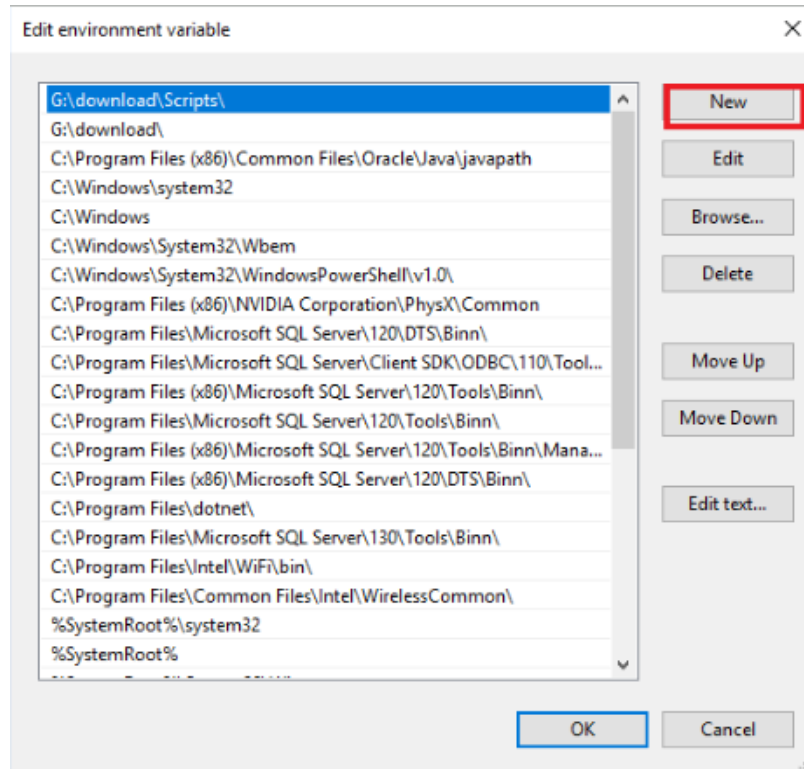 Edit environment variable
G:\download\Scripts\
New
G:\download\
C:\Program Files (x86)\Common Files\Oracle\Java\javapath
Edit
C:\Windows\system32
C:\Windows
Browse...
C:\Windows\System32\Wbem
C:\Windows\System32\WindowsPowerShell\v1.0\
Delete
C:\Program Files (x86)\NVIDIA Corporation\PhysX\Common
C:\Program Files\Microsoft SQL Server\120\DTS\Binn\
C:\Program Files\Microsoft SQL Server\Client SDK\ODBC\110\Tool...
Move Up
C:\Program Files (x86)\Microsoft SQL Server\120\Tools\Binn\
C:\Program Files\Microsoft SQL Server\120\Tools\Binn\
Move Down
C:\Program Files (x86)\Microsoft SQL Server\120\Tools\Binn\Mana...
C:\Program Files (x86)\Microsoft SQL Server\120\DTS\Binn\
C:\Program Files\dotnet\
Edit text...
C:\Program Files\Microsoft SQL Server\130\Tools\Binn\
C:\Program Files\Intel\WiFi\bin\
C:\Program Files\Common Files\Intel\WirelessCommon\
%SystemRoot%\system32
%SystemRoot%
OK
Cancel